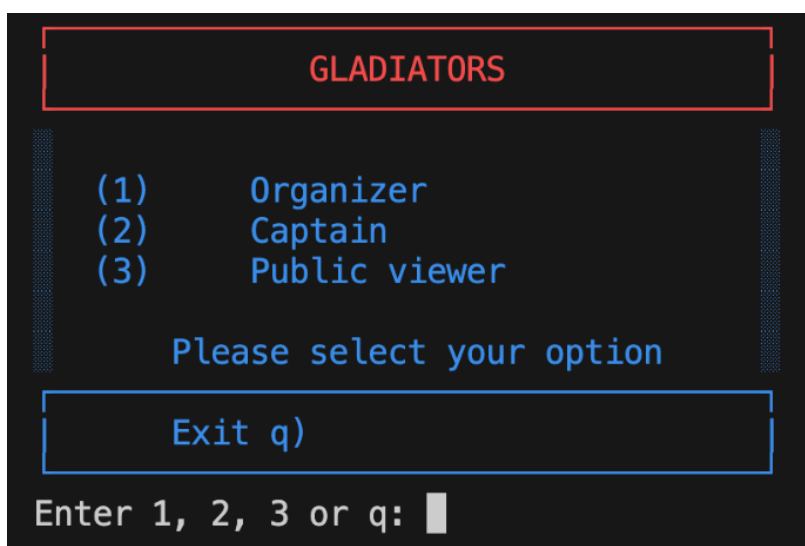 GLADIATORS
(1) Organizer
(2) Captain
(3) Public viewer
Please select your option
Exit q)
Enter 1, 2, 3 or q: